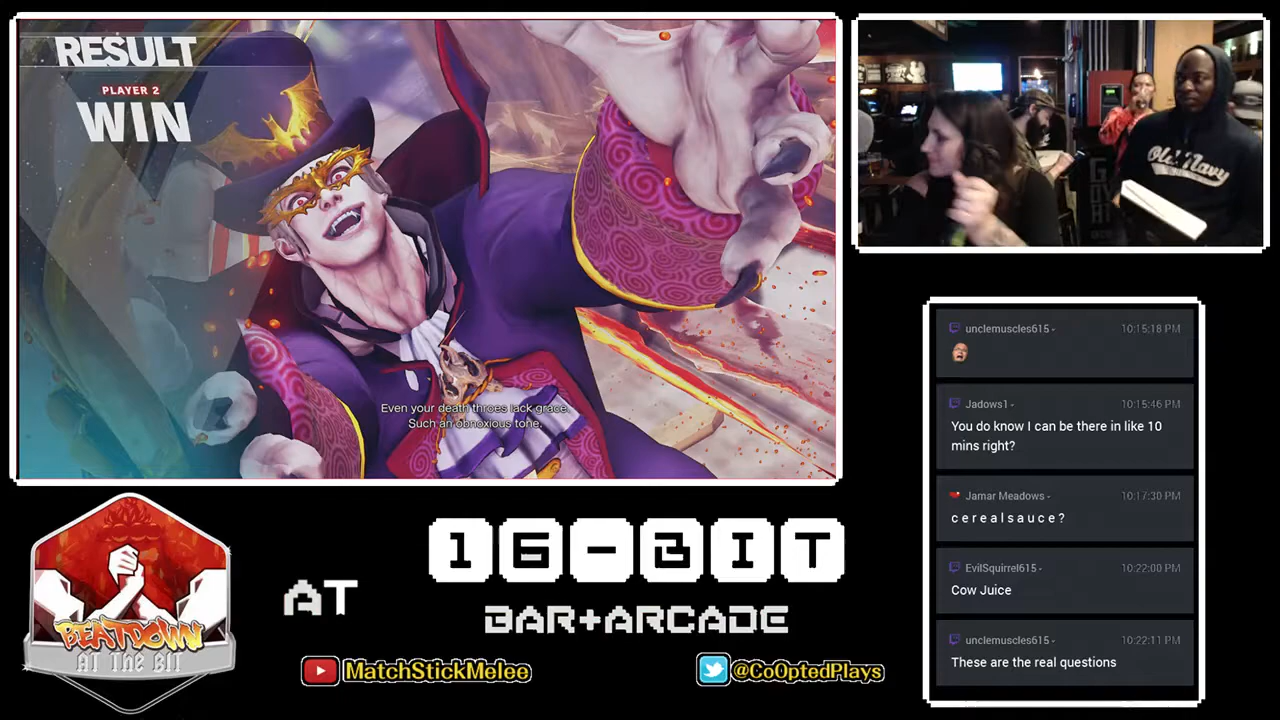 RESULT
PLAYER 2
WIN
Even your death throes lack grace.
Such an obnoxious tone.
Old Navy
unclemuscles615-
10:15:18 PM
Jadows1-
10:15:46 PM
You do know I can be there in like 10
mins right?
Jamar Meadows-
10:17:30 PM
c e r e a l s a u c e ?
EvilSquirrel615-
10:22:00 PM
Cow Juice
unclemuscles615-
10:22:11 PM
These are the real questions
BEATDOWN
AT THE BIT
AT
16-BIT
BAR+ARCADE
MatchStickMelee
@CoOptedPlays